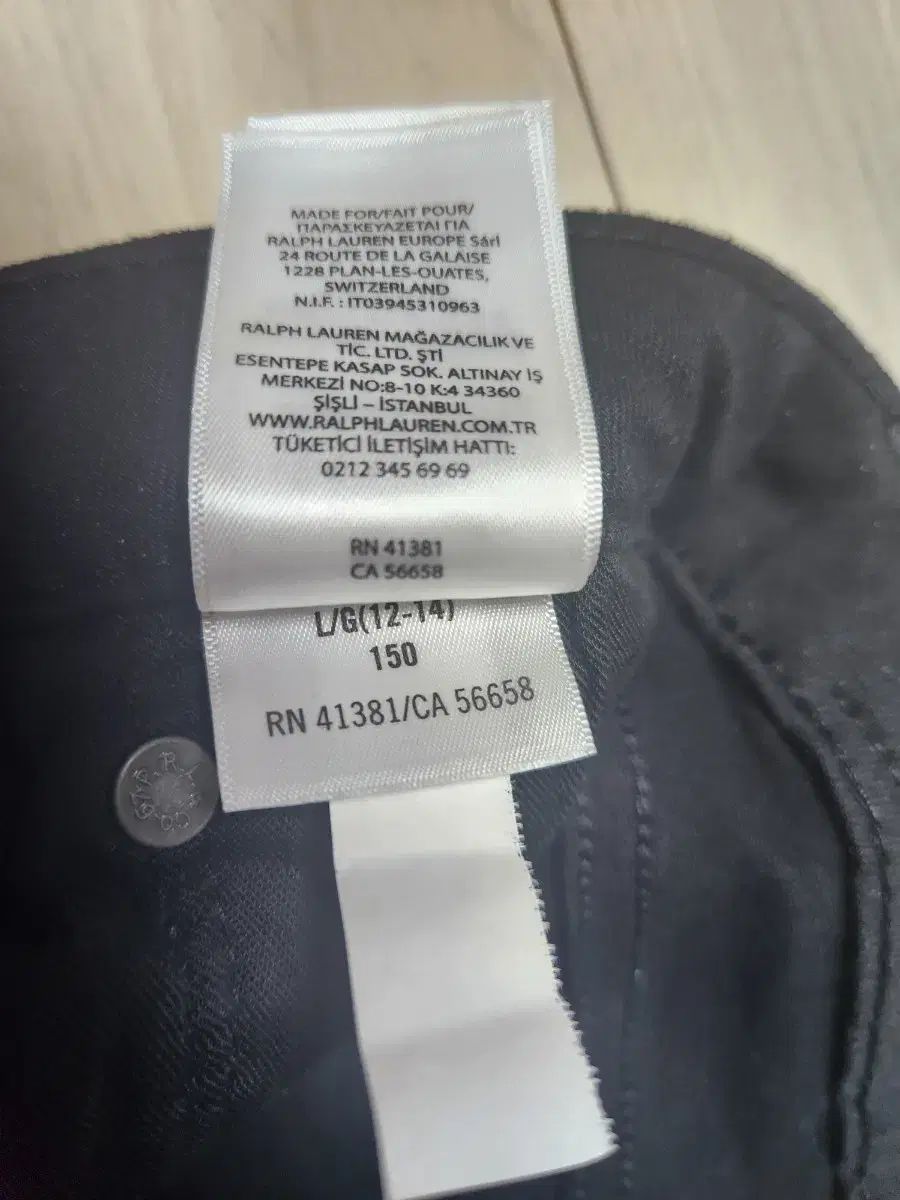 MADE FOR/FAIT POUR/
ΠΑΡΑΣΚΕΥΑΖΕΤΑΙ ΓΙΑ
RALPH LAUREN EUROPE Sárl
24 ROUTE DE LA GALAISE
1228 PLAN-LES-OUATES,
SWITZERLAND
N.I.F. : IT03945310963
RALPH LAUREN MAĞAZACILIK VE
TİC. LTD. ŞTİ
ESENTEPE KASAP SOK. ALTINAY İŞ
MERKEZİ NO:8-10 K:4 34360
ŞİŞLİ – İSTANBUL
WWW.RALPHLAUREN.COM.TR
TÜKETİCİ İLETİŞİM HATTI:
0212 345 69 69
RN 41381
CA 56658
L/G(12-14)
150
RN 41381/CA 56658